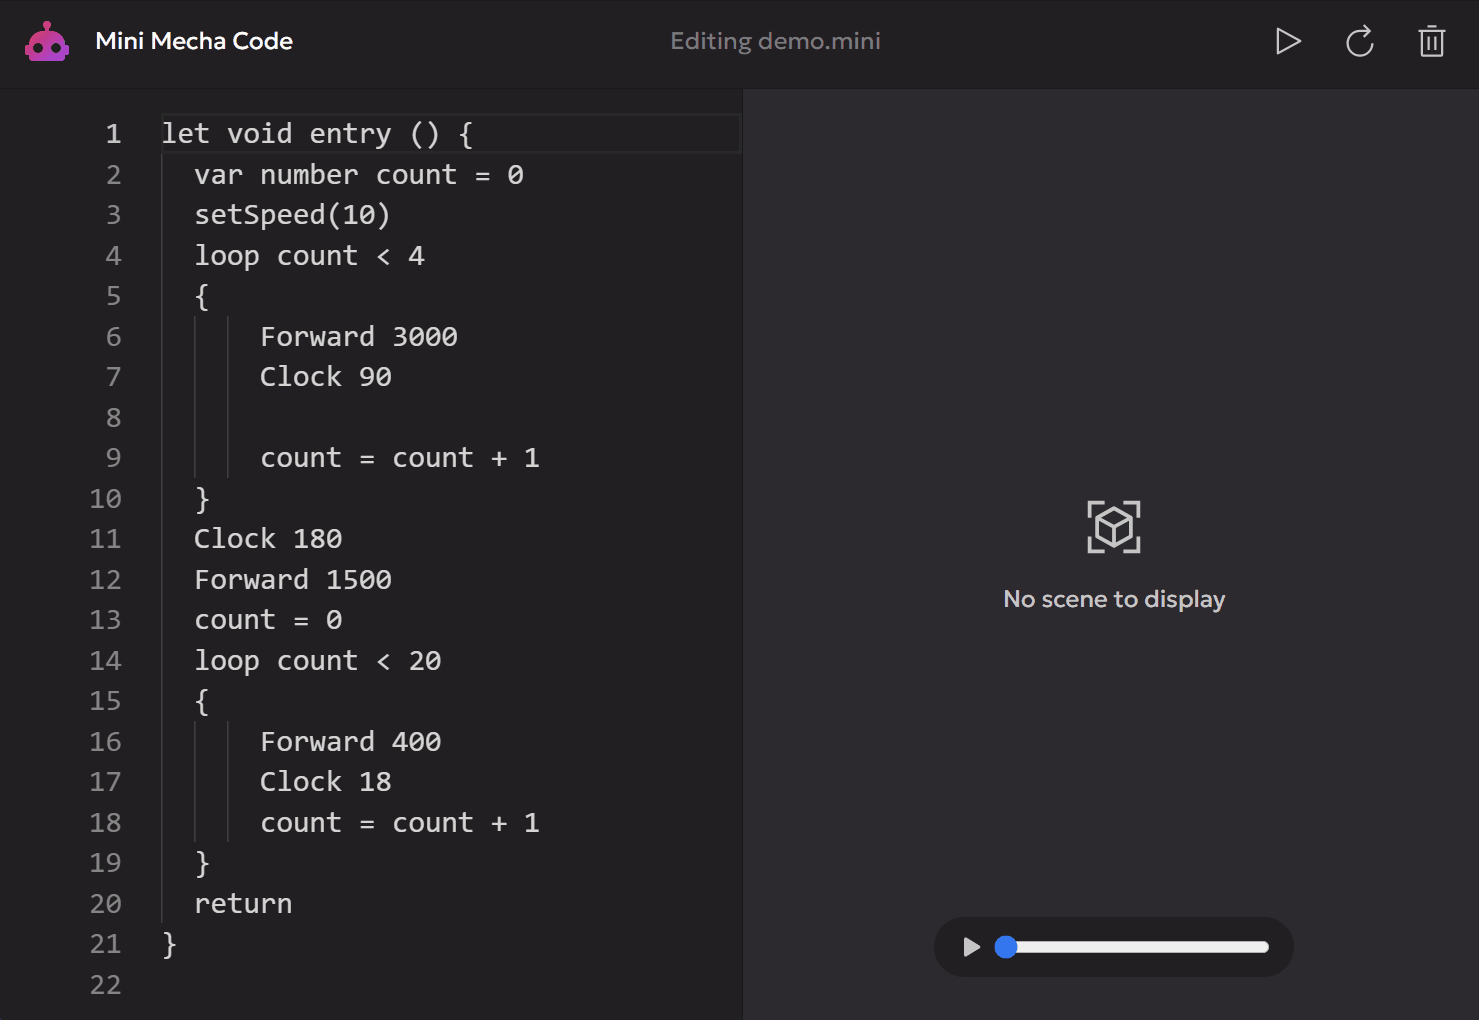 Mini Mecha Code
Editing demo.mini
1 let void entry () {
2 var number count = 0
3 setSpeed(10)
4 loop count < 4
5 {
6 Forward 3000
7 Clock 90
8
9 count = count + 1
10 }
11 Clock 180
12 Forward 1500
13 count = 0
14 loop count < 20
15 {
16 Forward 400
17 Clock 18
18 count = count + 1
19 }
20 return
21 }
22
No scene to display